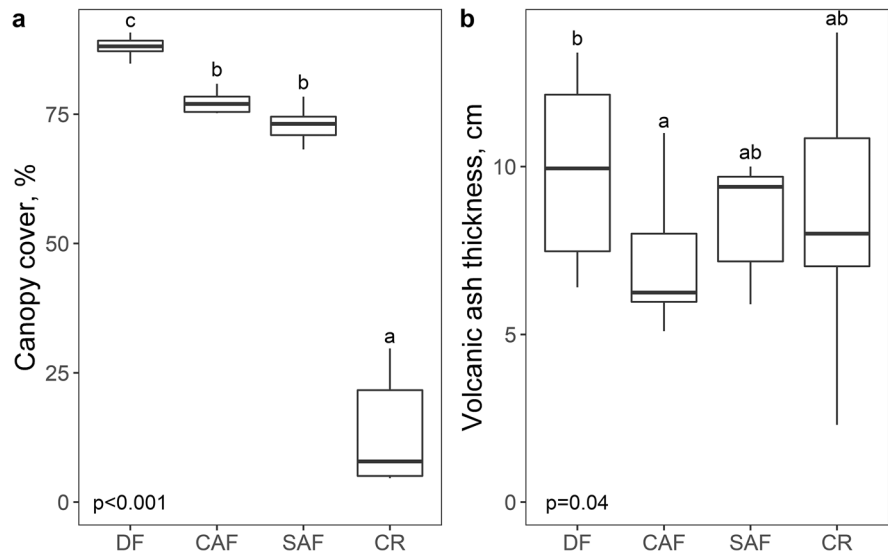 a
Canopy cover, %
75
50
25
0
c
b
b
a
p<0.001
DF CAF SAF CR
b
Volcanic ash thickness, cm
10
5
0
b
a
ab
ab
p=0.04
DF CAF SAF CR